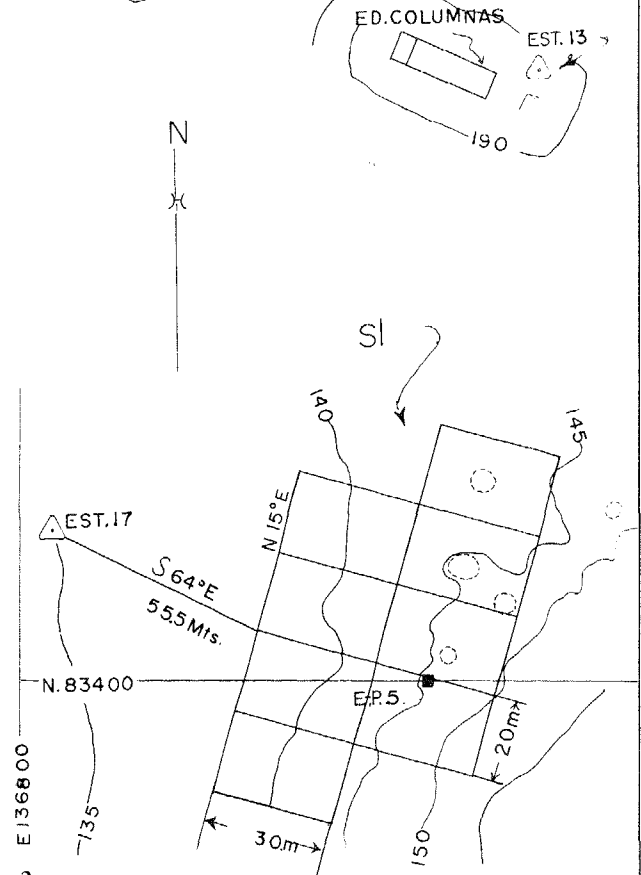 ED.COLUMNAS
EST.13
190
N
SI
140
145
N 15°E
EST.17
S 64°E
55.5 Mts.
N.83400
E.P.5.
20m
E 136800
135
30m
150